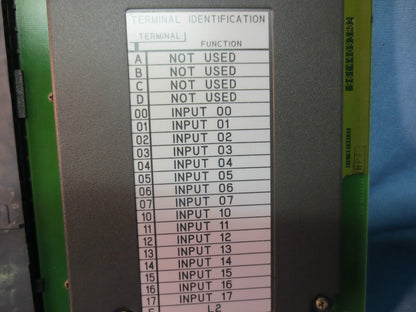 TERMINAL IDENTIFICATION
TERMINAL
FUNCTION
A NOT USED
B NOT USED
C NOT USED
D NOT USED
00 INPUT 00
01 INPUT 01
02 INPUT 02
03 INPUT 03
04 INPUT 04
05 INPUT 05
06 INPUT 06
07 INPUT 07
10 INPUT 10
11 INPUT 11
12 INPUT 12
13 INPUT 13
14 INPUT 14
15 INPUT 15
16 INPUT 16
17 INPUT 17
E L2